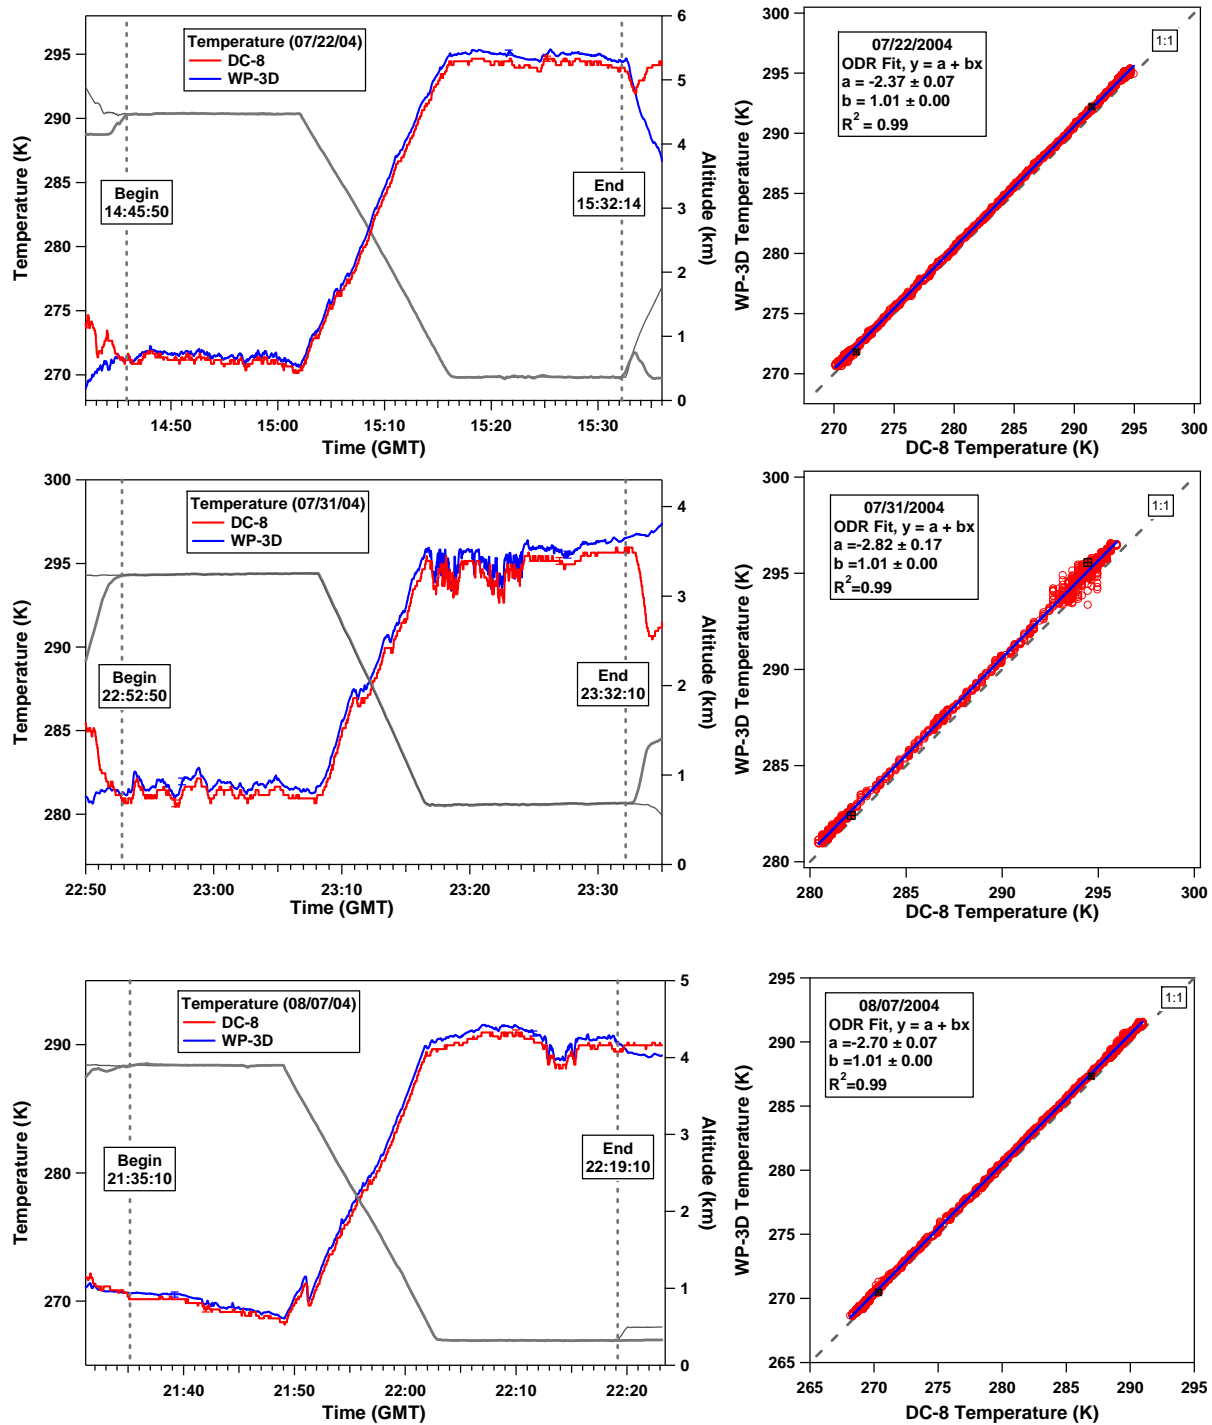 Temperature (07/22/04)
DC-8
WP-3D
Begin
14:45:50
End
15:32:14
295
290
285
280
275
270
Temperature (K)
6
5
4
3
2
1
0
Altitude (km)
14:50
15:00
15:10
15:20
15:30
Time (GMT)
07/22/2004
ODR Fit, y = a + bx
a = -2.37 ± 0.07
b = 1.01 ± 0.00
R² = 0.99
1:1
300
295
290
285
280
275
270
WP-3D Temperature (K)
270
275
280
285
290
295
300
DC-8 Temperature (K)
Temperature (07/31/04)
DC-8
WP-3D
Begin
22:52:50
End
23:32:10
300
295
290
285
280
Temperature (K)
4
3
2
1
0
Altitude (km)
22:50
23:00
23:10
23:20
23:30
Time (GMT)
07/31/2004
ODR Fit, y = a + bx
a =-2.82 ± 0.17
b =1.01 ± 0.00
R²=0.99
1:1
300
295
290
285
280
WP-3D Temperature (K)
280
285
290
295
300
DC-8 Temperature (K)
Temperature (08/07/04)
DC-8
WP-3D
Begin
21:35:10
End
22:19:10
290
280
270
Temperature (K)
5
4
3
2
1
0
Altitude (km)
21:40
21:50
22:00
22:10
22:20
Time (GMT)
08/07/2004
ODR Fit, y = a + bx
a =-2.70 ± 0.07
b =1.01 ± 0.00
R²=0.99
1:1
295
290
285
280
275
270
265
WP-3D Temperature (K)
265
270
275
280
285
290
295
DC-8 Temperature (K)